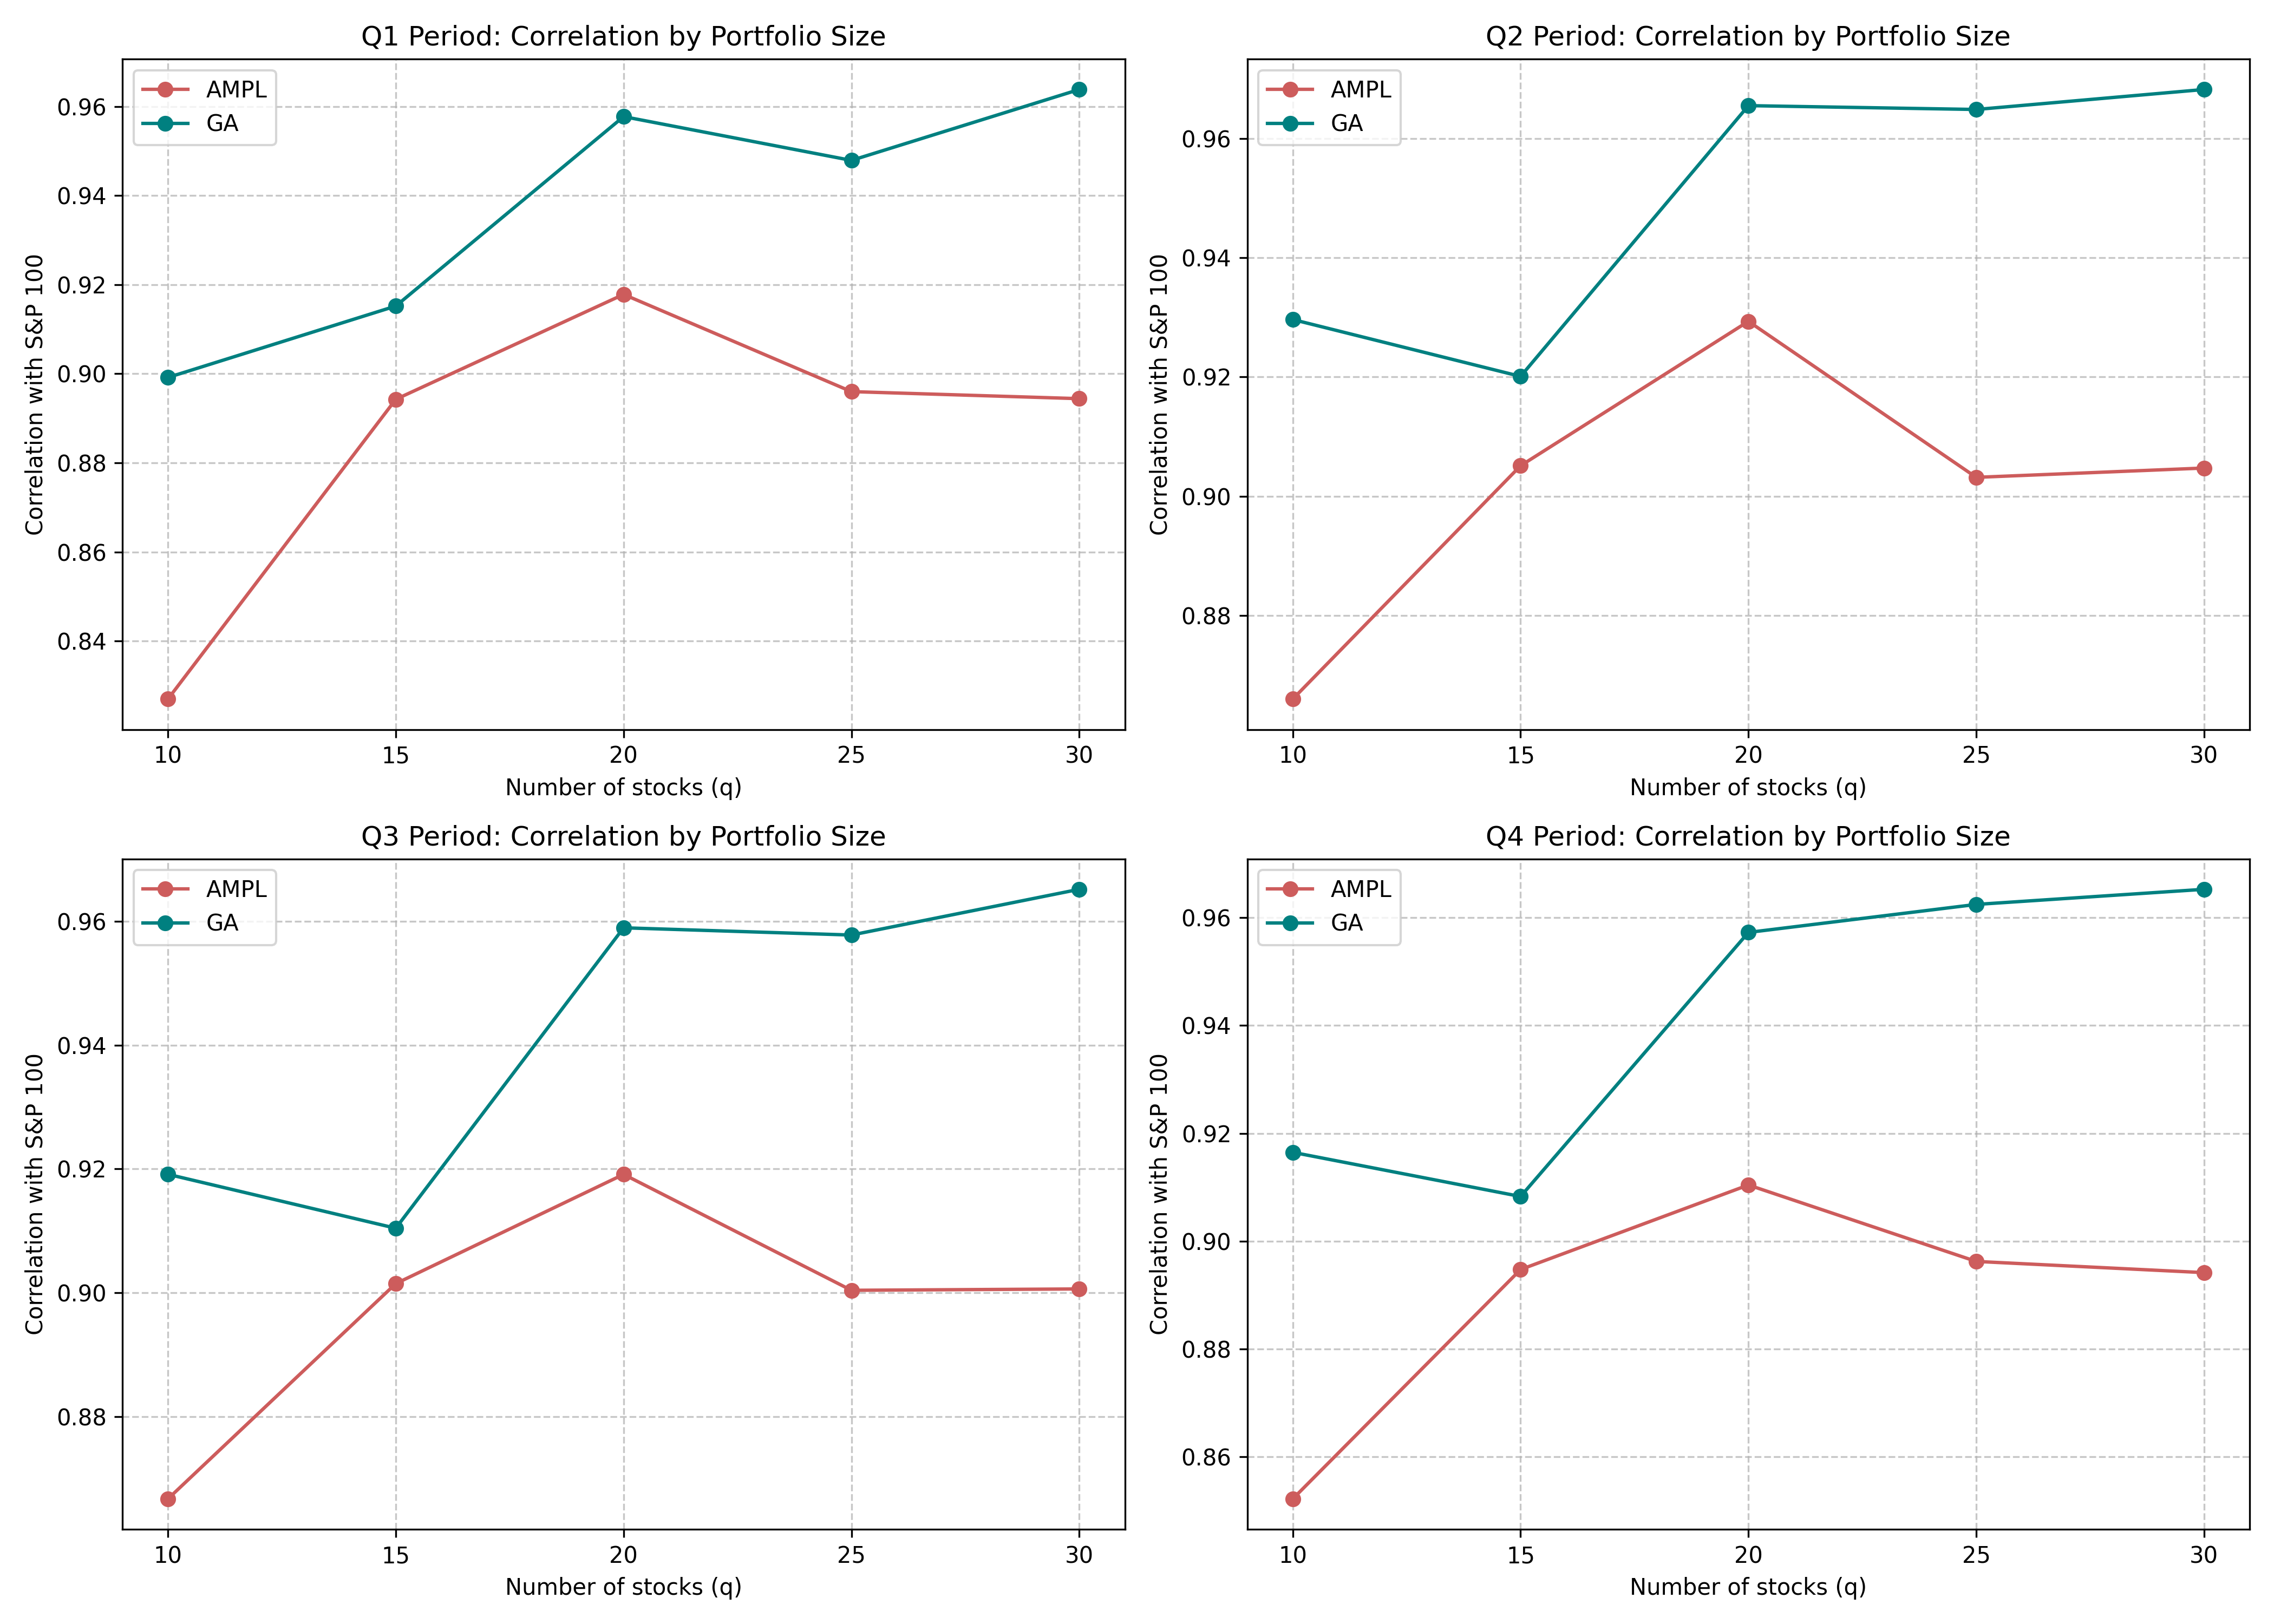 Q1 Period: Correlation by Portfolio Size
AMPL
GA
0.96
0.94
0.92
0.90
0.88
0.86
0.84
Correlation with S&P 100
10 15 20 25 30
Number of stocks (q)
Q2 Period: Correlation by Portfolio Size
AMPL
GA
0.96
0.94
0.92
0.90
0.88
Correlation with S&P 100
10 15 20 25 30
Number of stocks (q)
Q3 Period: Correlation by Portfolio Size
AMPL
GA
0.96
0.94
0.92
0.90
0.88
Correlation with S&P 100
10 15 20 25 30
Number of stocks (q)
Q4 Period: Correlation by Portfolio Size
AMPL
GA
0.96
0.94
0.92
0.90
0.88
0.86
Correlation with S&P 100
10 15 20 25 30
Number of stocks (q)